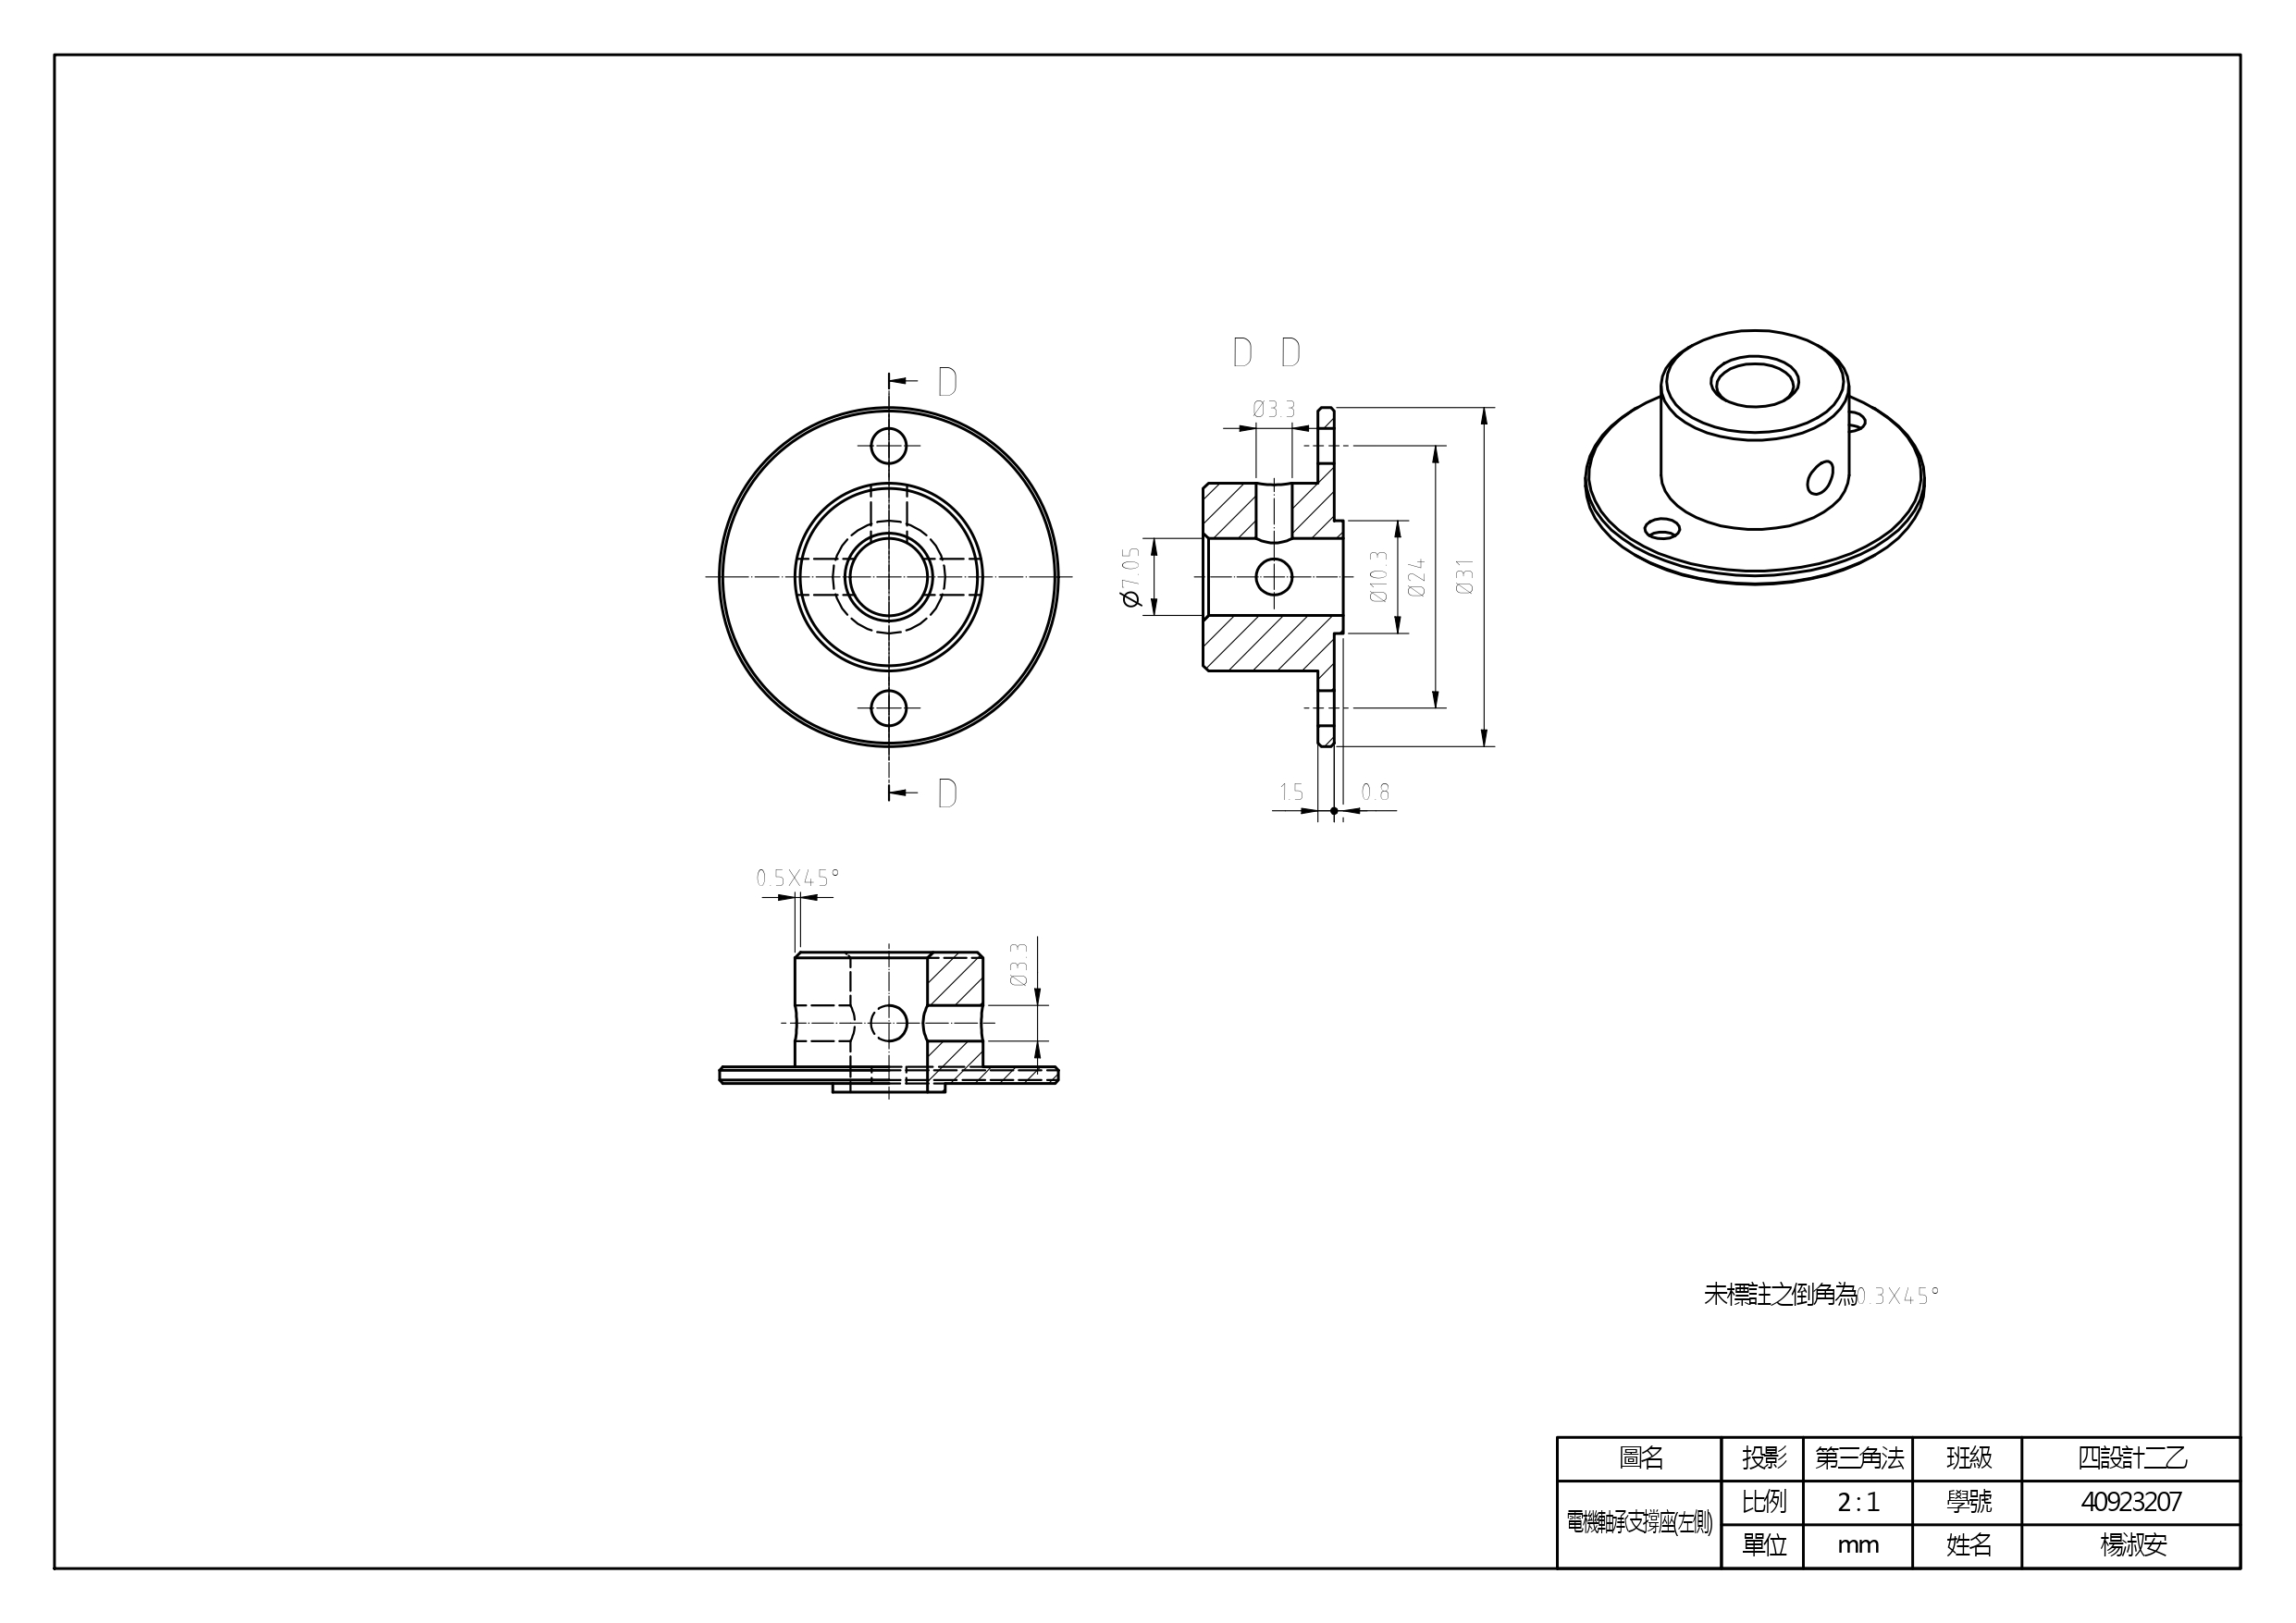 D
D D
Ø3.3
Ø7.05
Ø10.3
Ø24
Ø31
D
1.5
0.8
0.5X45°
Ø3.3
未標註之倒角為0.3X45°
圖名 投影 第三角法 班級 四設計二乙
電機軸承支撐座(左側) 比例 2:1 學號 40923207
單位 mm 姓名 楊淑安